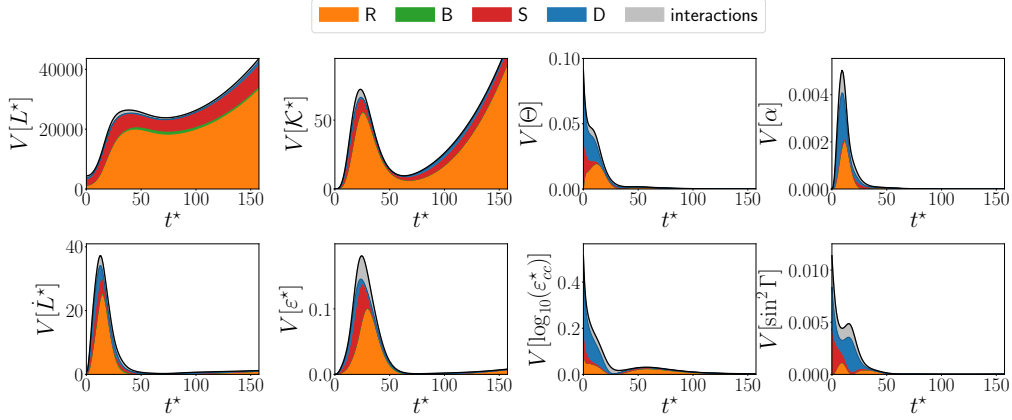 R B S D interactions
V[L⋆]
40000
20000
0
0 50 100 150
t⋆
V[𝒦⋆]
50
0
0 50 100 150
t⋆
V[Θ]
0.10
0.05
0.00
0 50 100 150
t⋆
V[α]
0.004
0.002
0.000
0 50 100 150
t⋆
V[L̇⋆]
40
20
0
0 50 100 150
t⋆
V[ε⋆]
0.1
0.0
0 50 100 150
t⋆
V[log₁₀(ε⋆cc)]
0.4
0.2
0.0
0 50 100 150
t⋆
V[sin² Γ]
0.010
0.005
0.000
0 50 100 150
t⋆